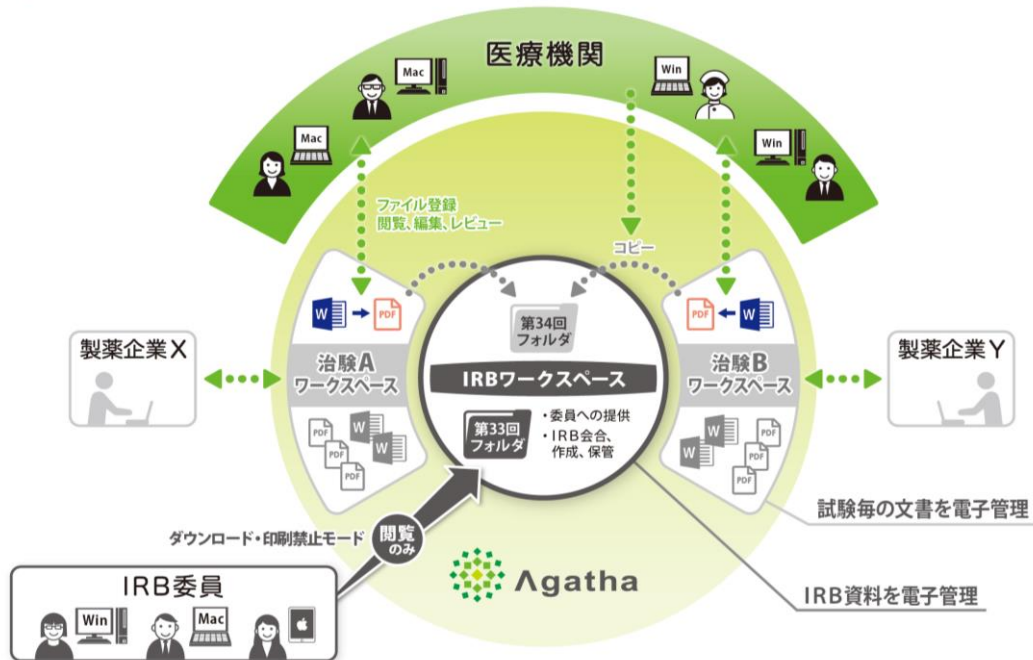 医療機関
Mac
Win
Mac
Win
ファイル登録
閲覧、編集、レビュー
コピー
製薬企業X
W
PDF
治験A
ワークスペース
PDF
PDF
PDF
W
W
第34回
フォルダ
IRBワークスペース
第33回
フォルダ
・委員への提供
・IRB会合、
作成、保管
PDF
W
治験B
ワークスペース
W
W
PDF
PDF
PDF
製薬企業Y
試験毎の文書を電子管理
IRB資料を電子管理
ダウンロード・印刷禁止モード
閲覧
のみ
Agatha
IRB委員
Win
Mac